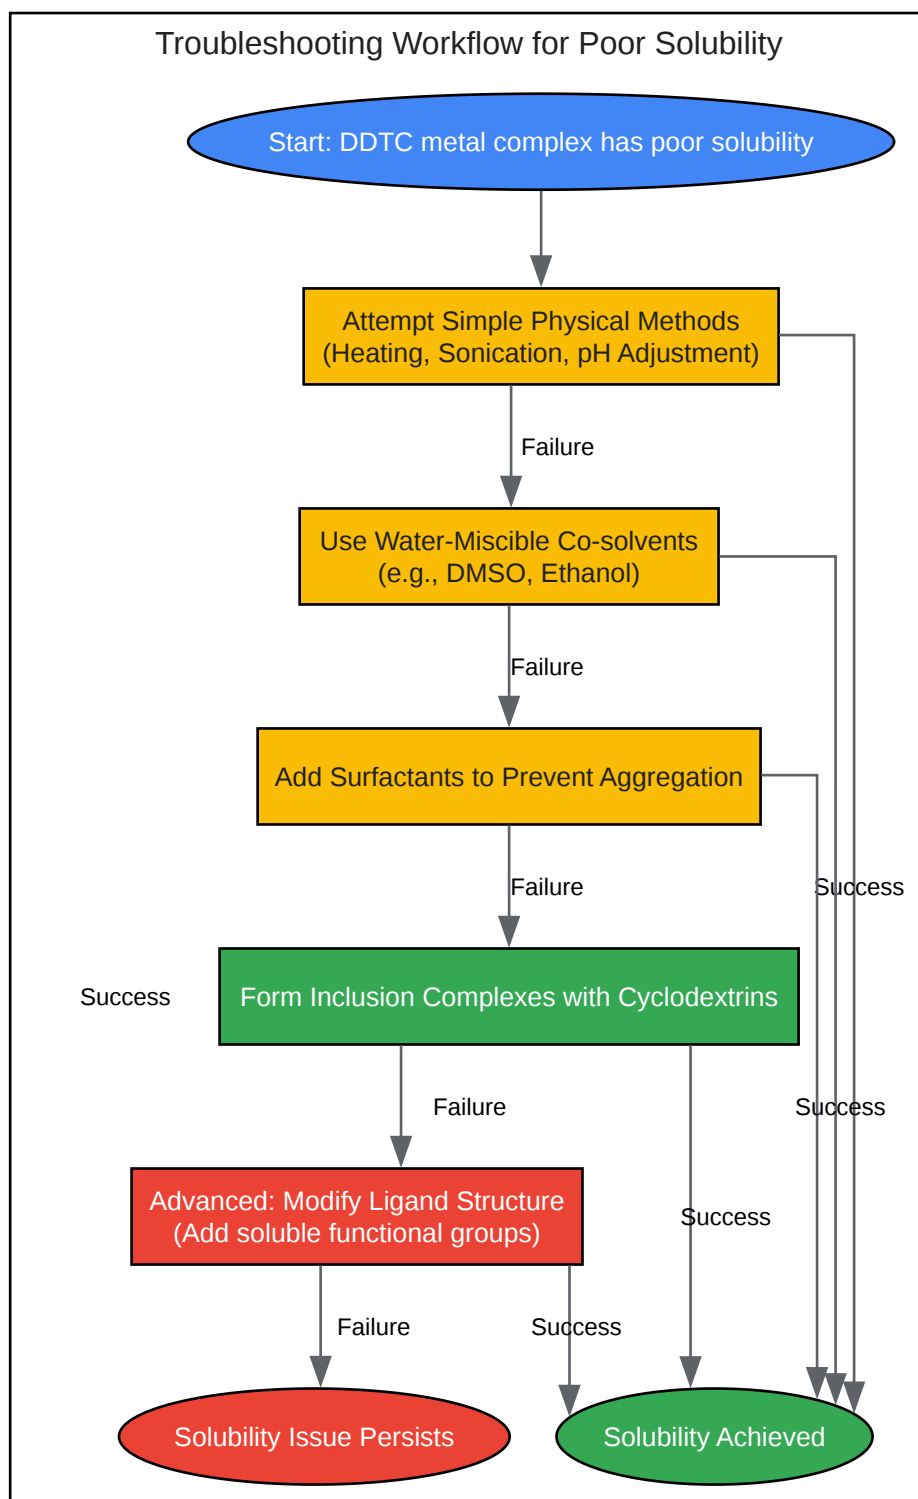 Troubleshooting Workflow for Poor Solubility
Start: DDTC metal complex has poor solubility
Attempt Simple Physical Methods
(Heating, Sonication, pH Adjustment)
Failure
Use Water-Miscible Co-solvents
(e.g., DMSO, Ethanol)
Failure
Add Surfactants to Prevent Aggregation
Failure
Success
Success
Form Inclusion Complexes with Cyclodextrins
Failure
Success
Advanced: Modify Ligand Structure
(Add soluble functional groups)
Success
Failure
Success
Solubility Issue Persists
Solubility Achieved